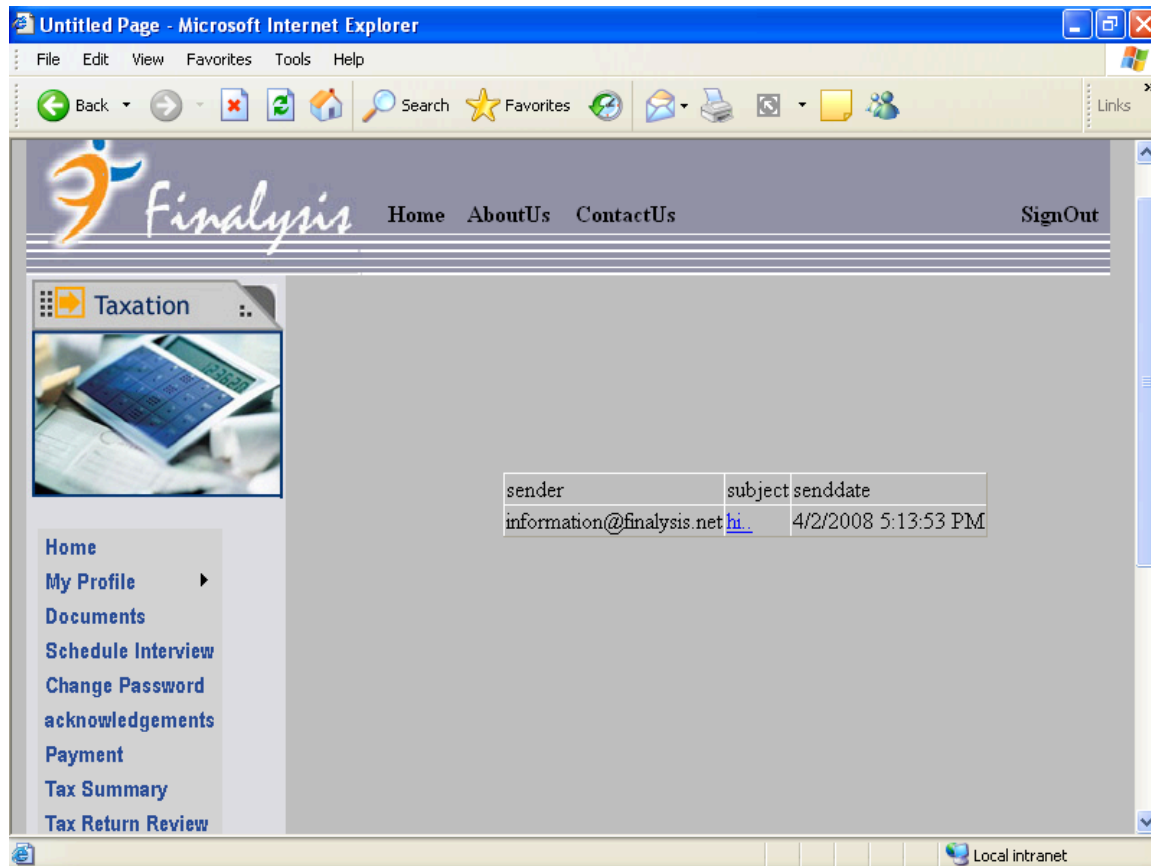 Untitled Page - Microsoft Internet Explorer
File Edit View Favorites Tools Help
Back Search Favorites Links
Finalysis Home AboutUs ContactUs SignOut
Taxation
123620
sender subject senddate
information@finalysis.net hi.. 4/2/2008 5:13:53 PM
Home
My Profile
Documents
Schedule Interview
Change Password
acknowledgements
Payment
Tax Summary
Tax Return Review
Local intranet